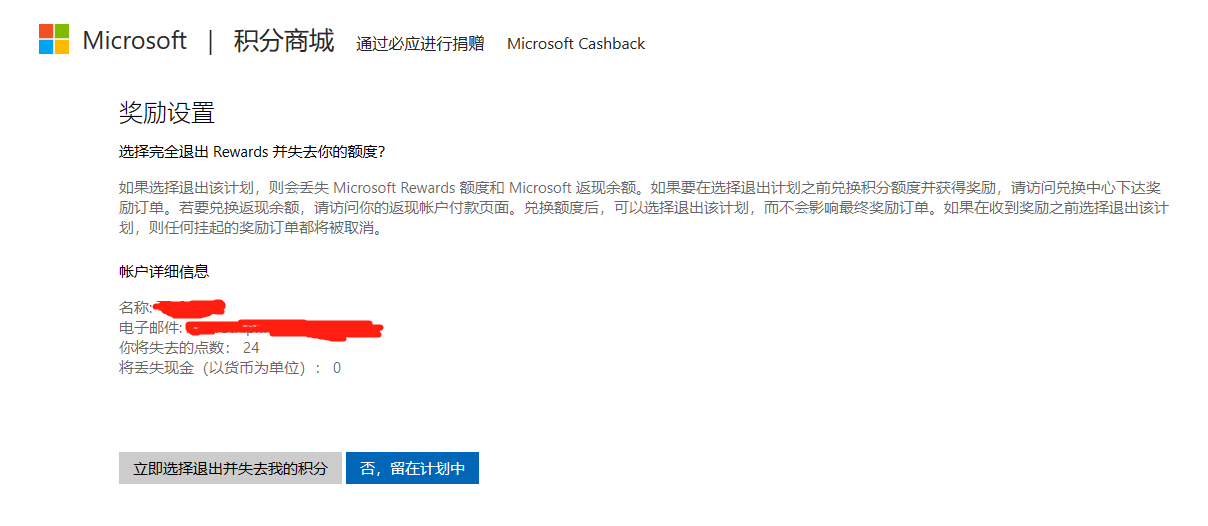 Microsoft | 积分商城 通过必应进行捐赠 Microsoft Cashback
奖励设置
选择完全退出 Rewards 并失去你的额度?
如果选择退出该计划，则会丢失 Microsoft Rewards 额度和 Microsoft 返现余额。如果要在选择退出计划之前兑换积分额度并获得奖励，请访问兑换中心下达奖
励订单。若要兑换返现余额，请访问你的返现帐户付款页面。兑换额度后，可以选择退出该计划，而不会影响最终奖励订单。如果在收到奖励之前选择退出该计
划，则任何挂起的奖励订单都将被取消。
帐户详细信息
名称:
电子邮件:
你将失去的点数： 24
将丢失现金（以货币为单位）： 0
立即选择退出并失去我的积分 否，留在计划中